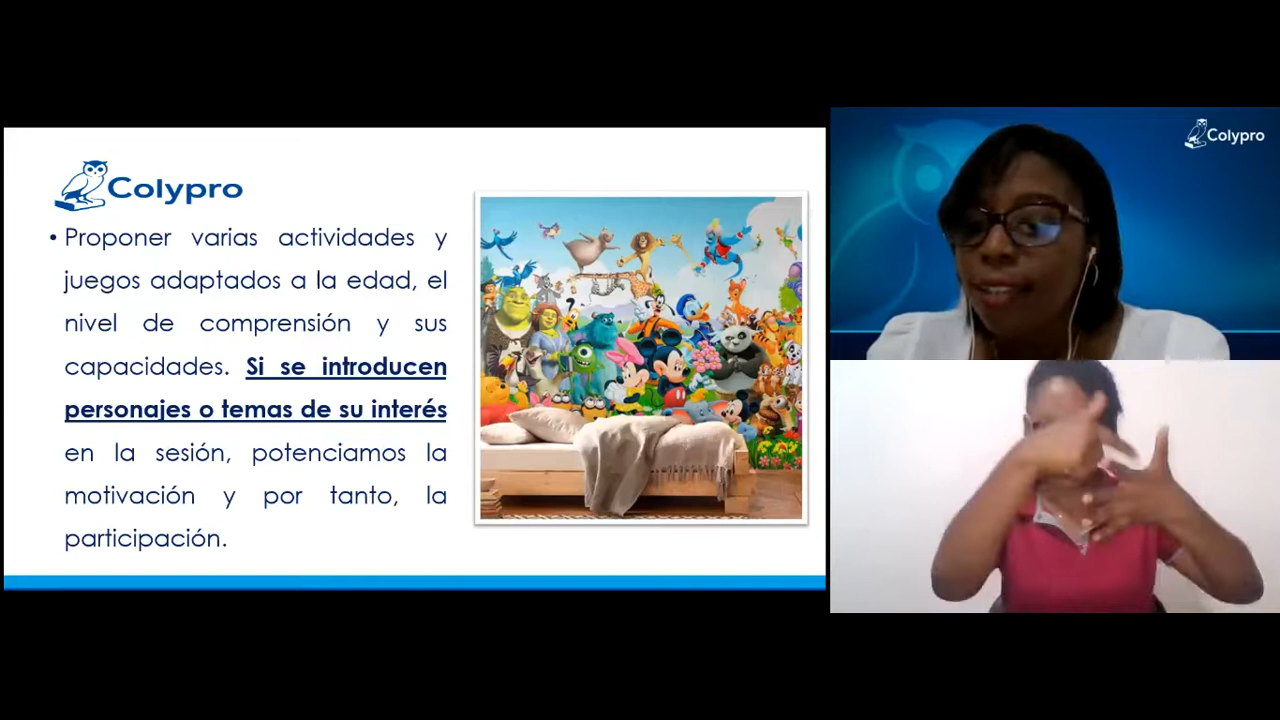 Colypro
• Proponer varias actividades y
juegos adaptados a la edad, el
nivel de comprensión y sus
capacidades. Si se introducen
personajes o temas de su interés
en la sesión, potenciamos la
motivación y por tanto, la
participación.
Colypro